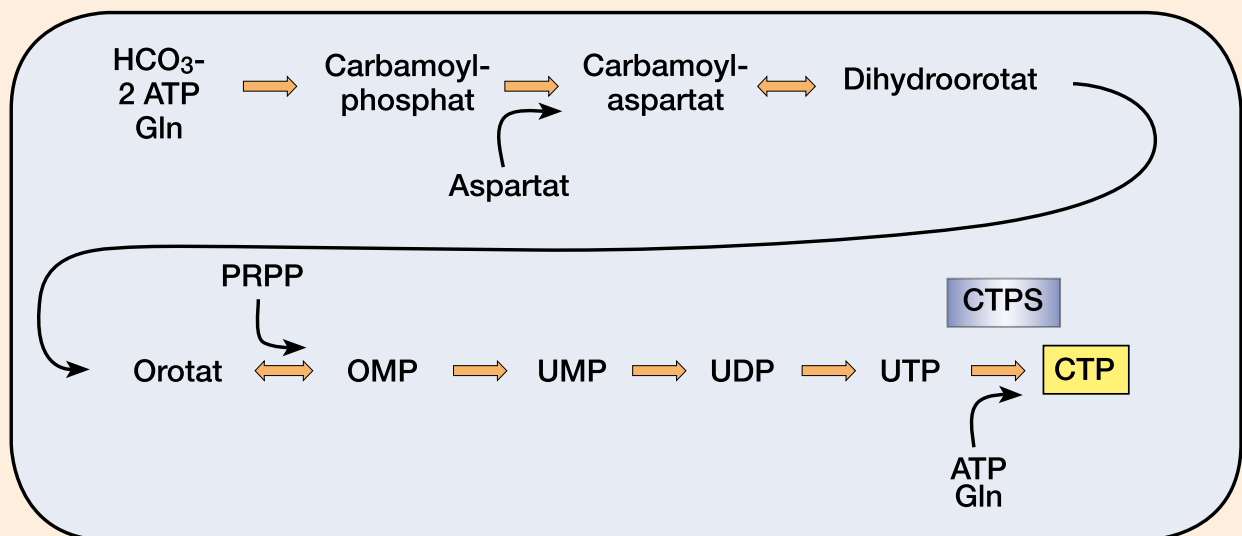 HCO₃-
2 ATP
Gln
Carbamoyl-
phosphat
Carbamoyl-
aspartat
Dihydroorotat
Aspartat
PRPP
CTPS
Orotat
OMP
UMP
UDP
UTP
CTP
ATP
Gln